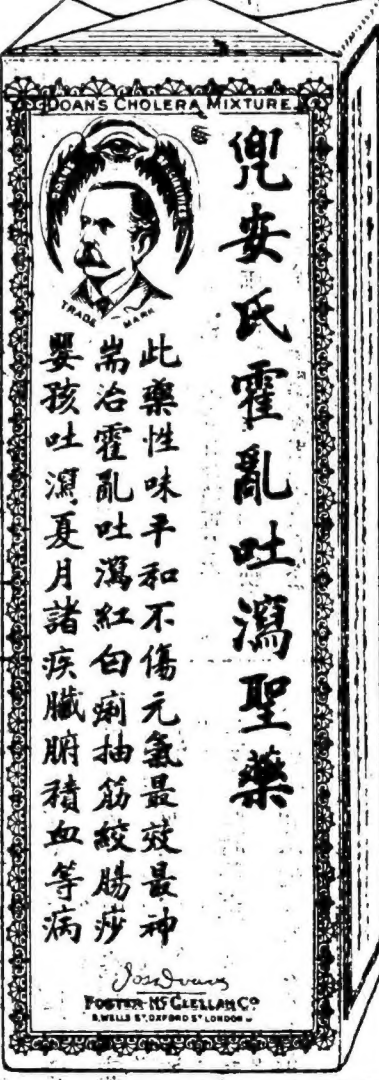 DOAN'S CHOLERA MIXTURE
TRADE MARK
兜安氏霍亂吐瀉聖藥
此藥性味平和不傷元氣最效最神
耑治霍亂吐瀉紅白痢抽筋絞腸痧
嬰孩吐瀉夏月諸疾臟腑積血等病
FOSTER-MCCLELLAN CO
8, WELLS ST, OXFORD ST LONDON W